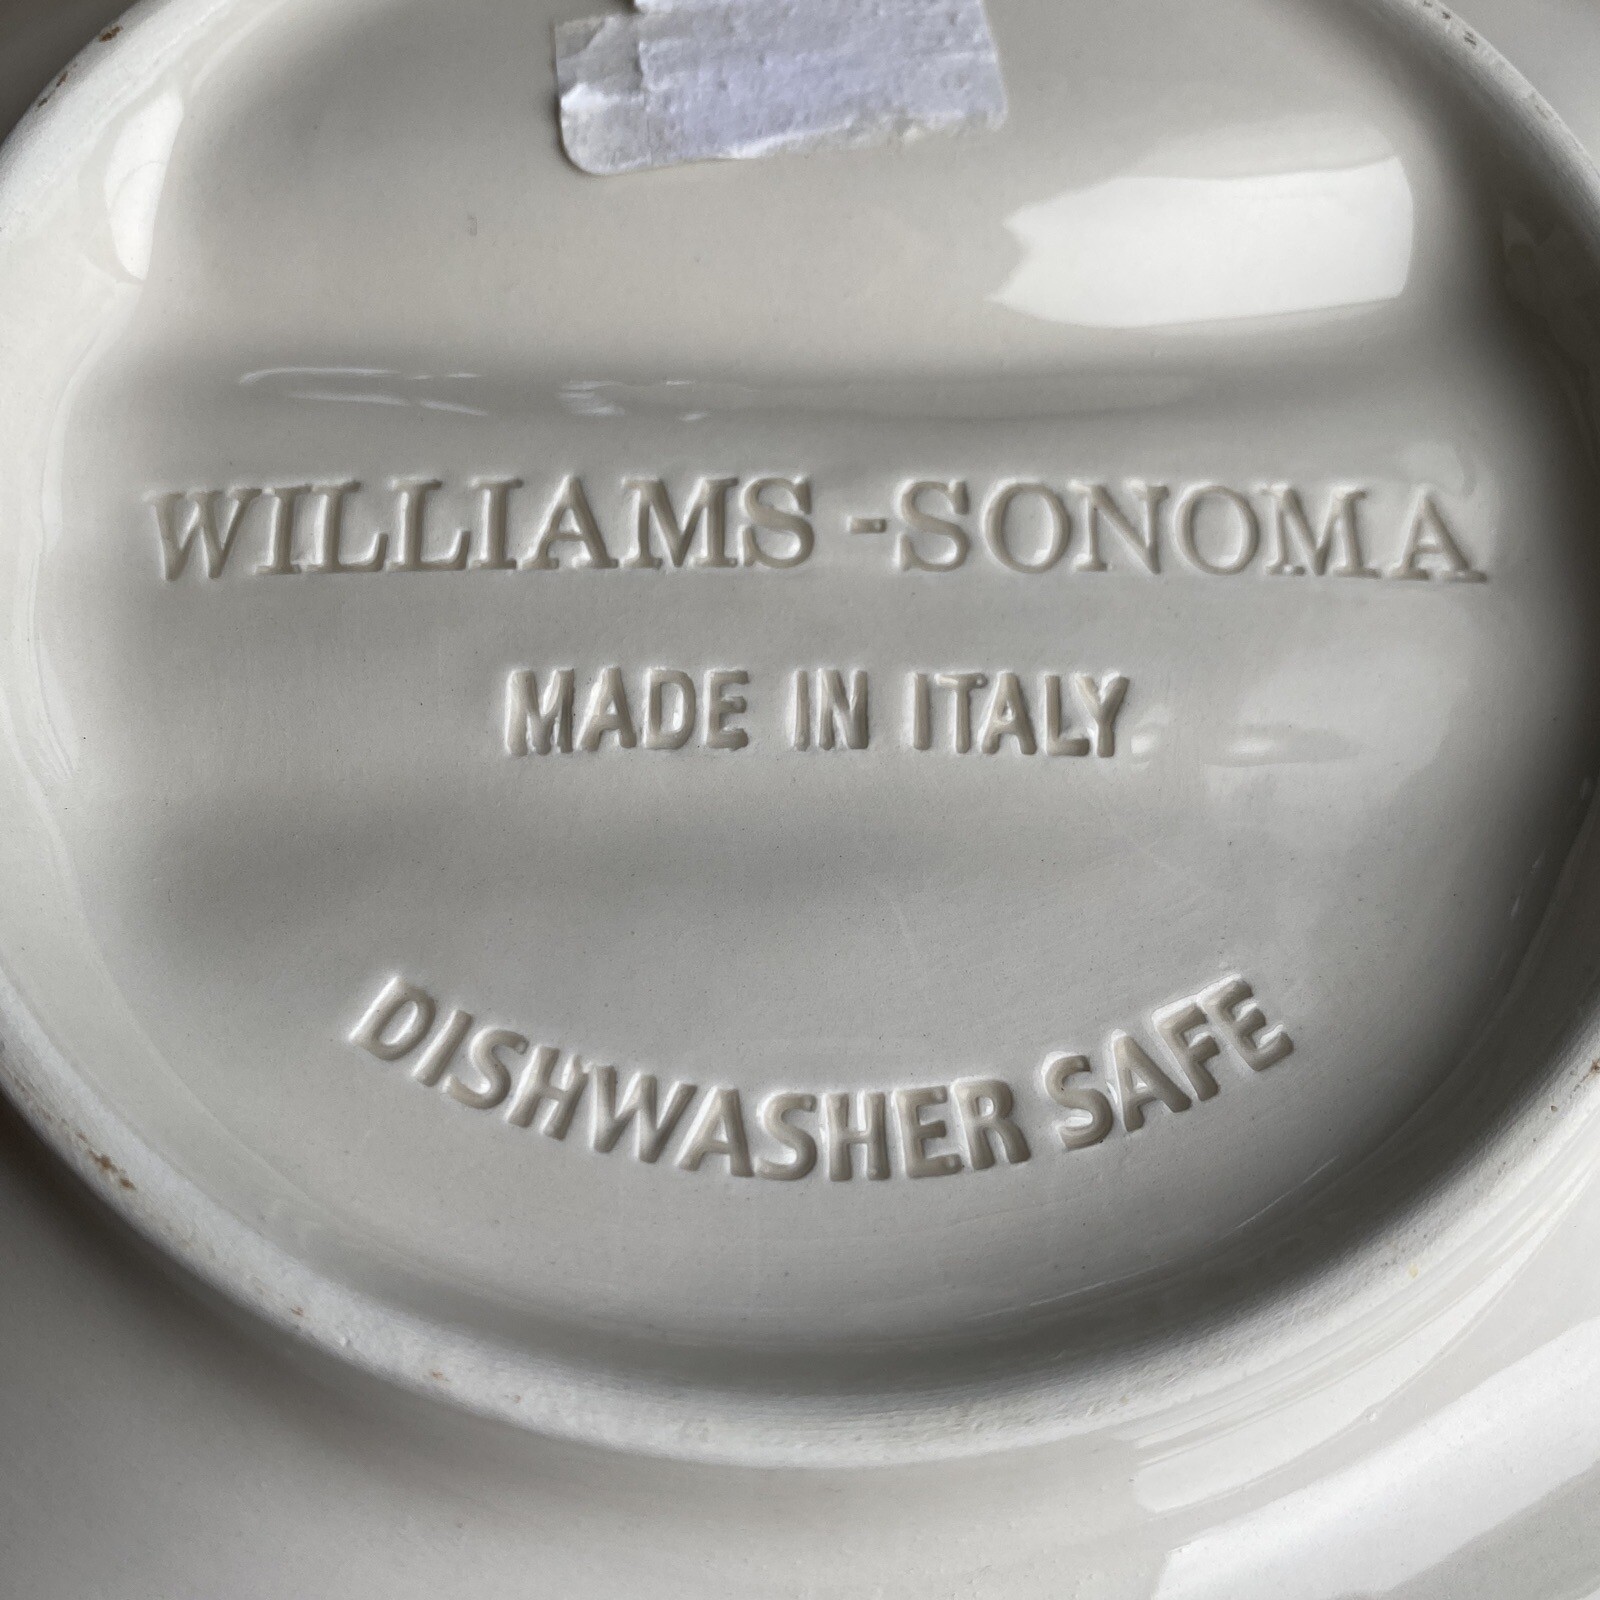 WILLIAMS-SONOMA
MADE IN ITALY
DISHWASHER SAFE